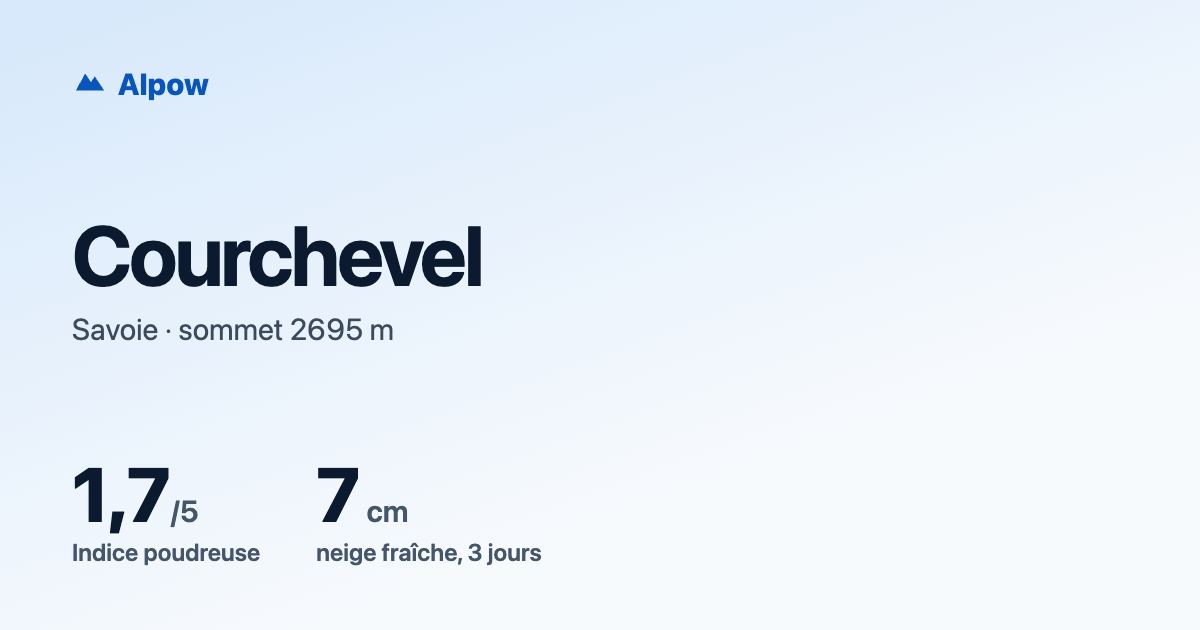 Alpow
Courchevel
Savoie · sommet 2695 m
1,7/5
Indice poudreuse
7 cm
neige fraîche, 3 jours